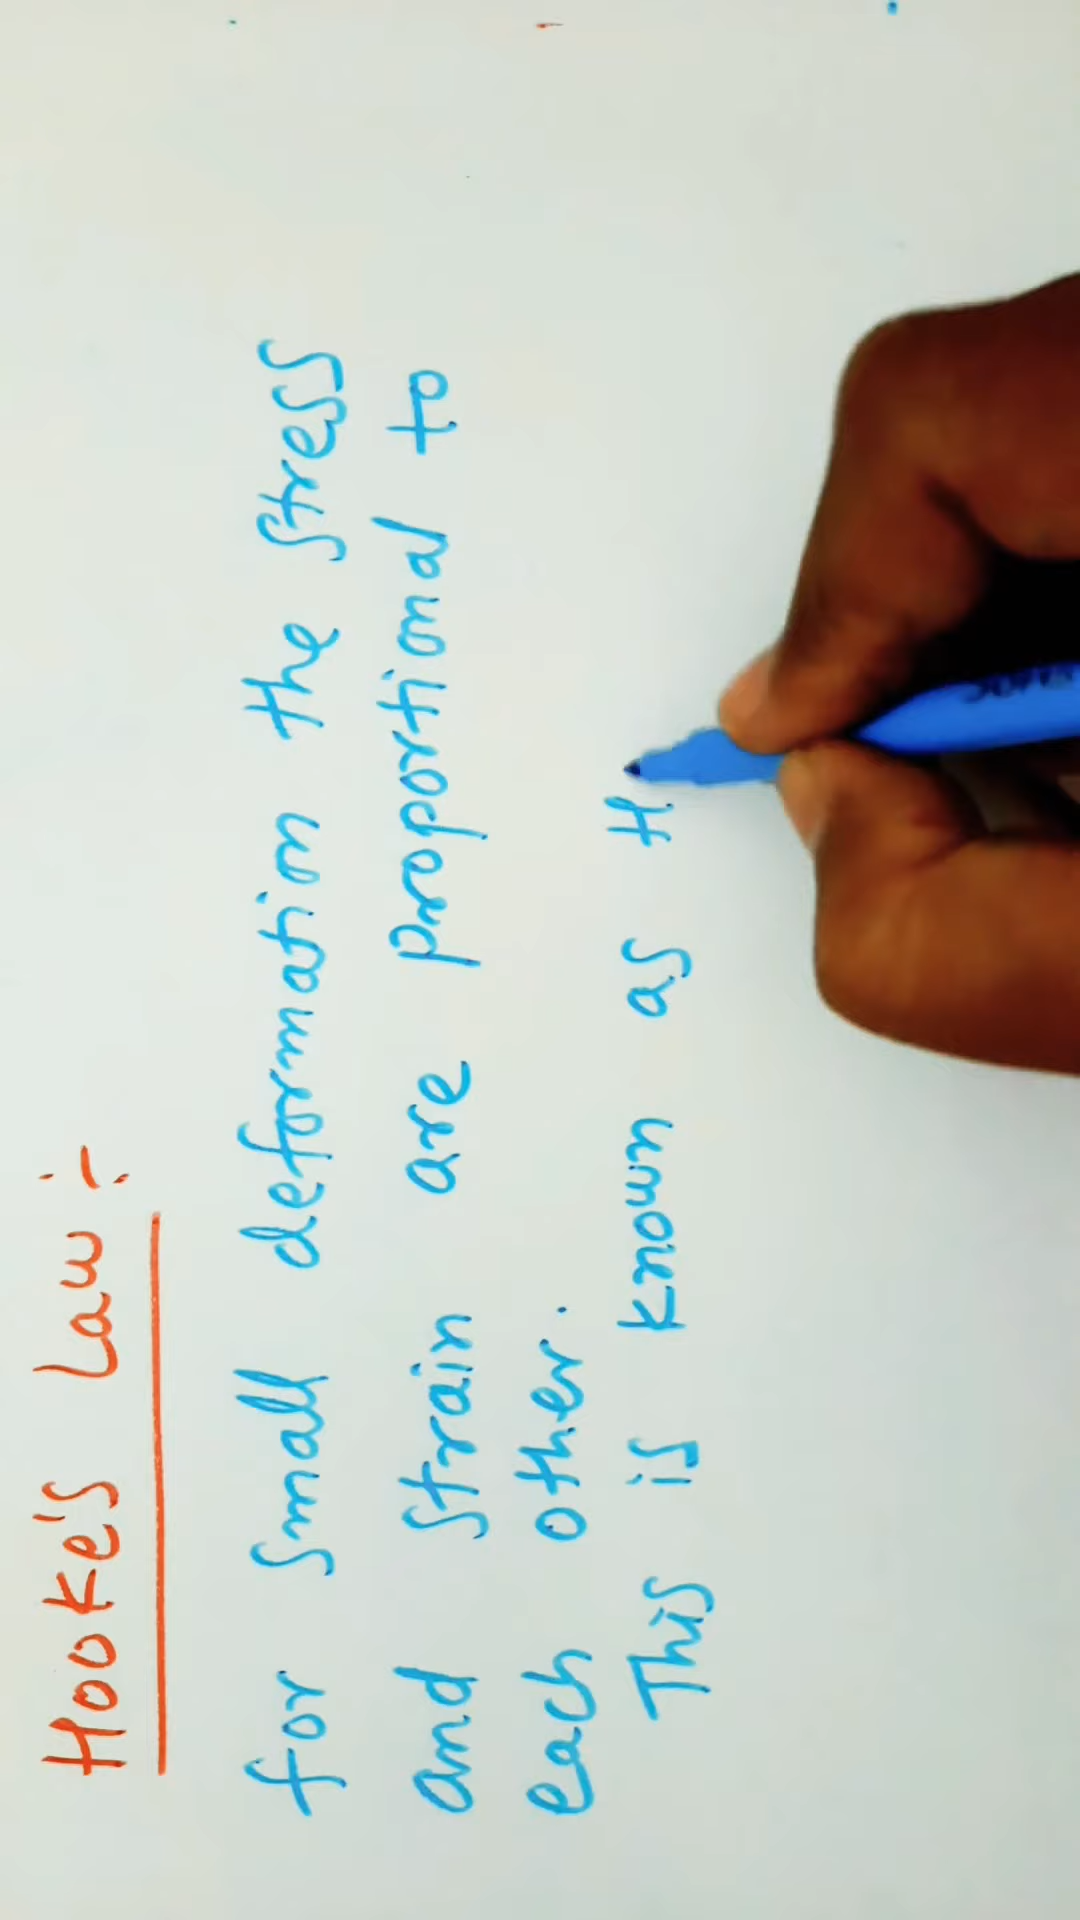 Hooke's Law :-
for small deformation the stress
and strain are proportional to
each other.
This is known as H